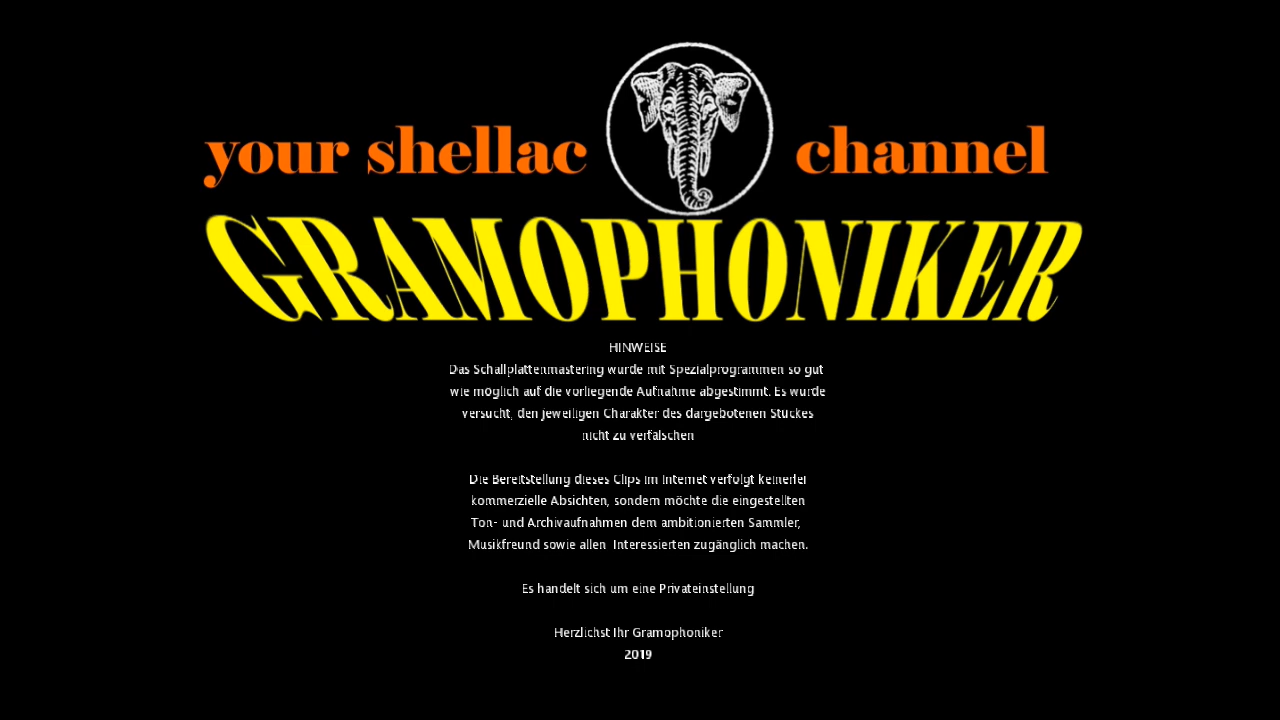 your shellac channel
GRAMOPHONIKER
HINWEISE
Das Schallplattenmastering wurde mit Spezialprogrammen so gut
wie möglich auf die vorliegende Aufnahme abgestimmt. Es wurde
versucht, den jeweiligen Charakter des dargebotenen Stückes
nicht zu verfälschen
Die Bereitstellung dieses Clips im Internet verfolgt keinerlei
kommerzielle Absichten, sondern möchte die eingestellten
Ton- und Archivaufnahmen dem ambitionierten Sammler,
Musikfreund sowie allen Interessierten zugänglich machen.
Es handelt sich um eine Privateinstellung
Herzlichst Ihr Gramophoniker
2019